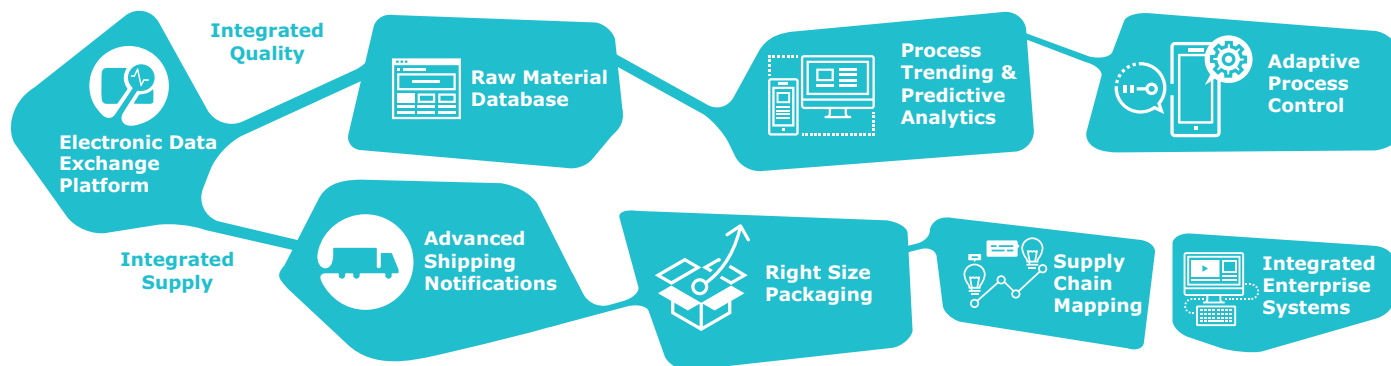 Integrated
Quality
Electronic Data
Exchange
Platform
Raw Material
Database
Process
Trending &
Predictive
Analytics
Adaptive
Process
Control
Integrated
Supply
Advanced
Shipping
Notifications
Right Size
Packaging
Supply
Chain
Mapping
Integrated
Enterprise
Systems